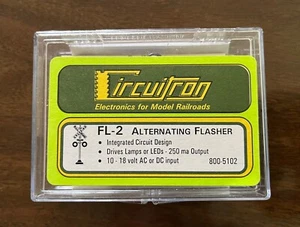 Circuitron
Electronics for Model Railroads
FL-2 ALTERNATING FLASHER
• Integrated Circuit Design
• Drives Lamps or LEDs - 250 ma Output
• 10 - 18 volt AC or DC input
800-5102